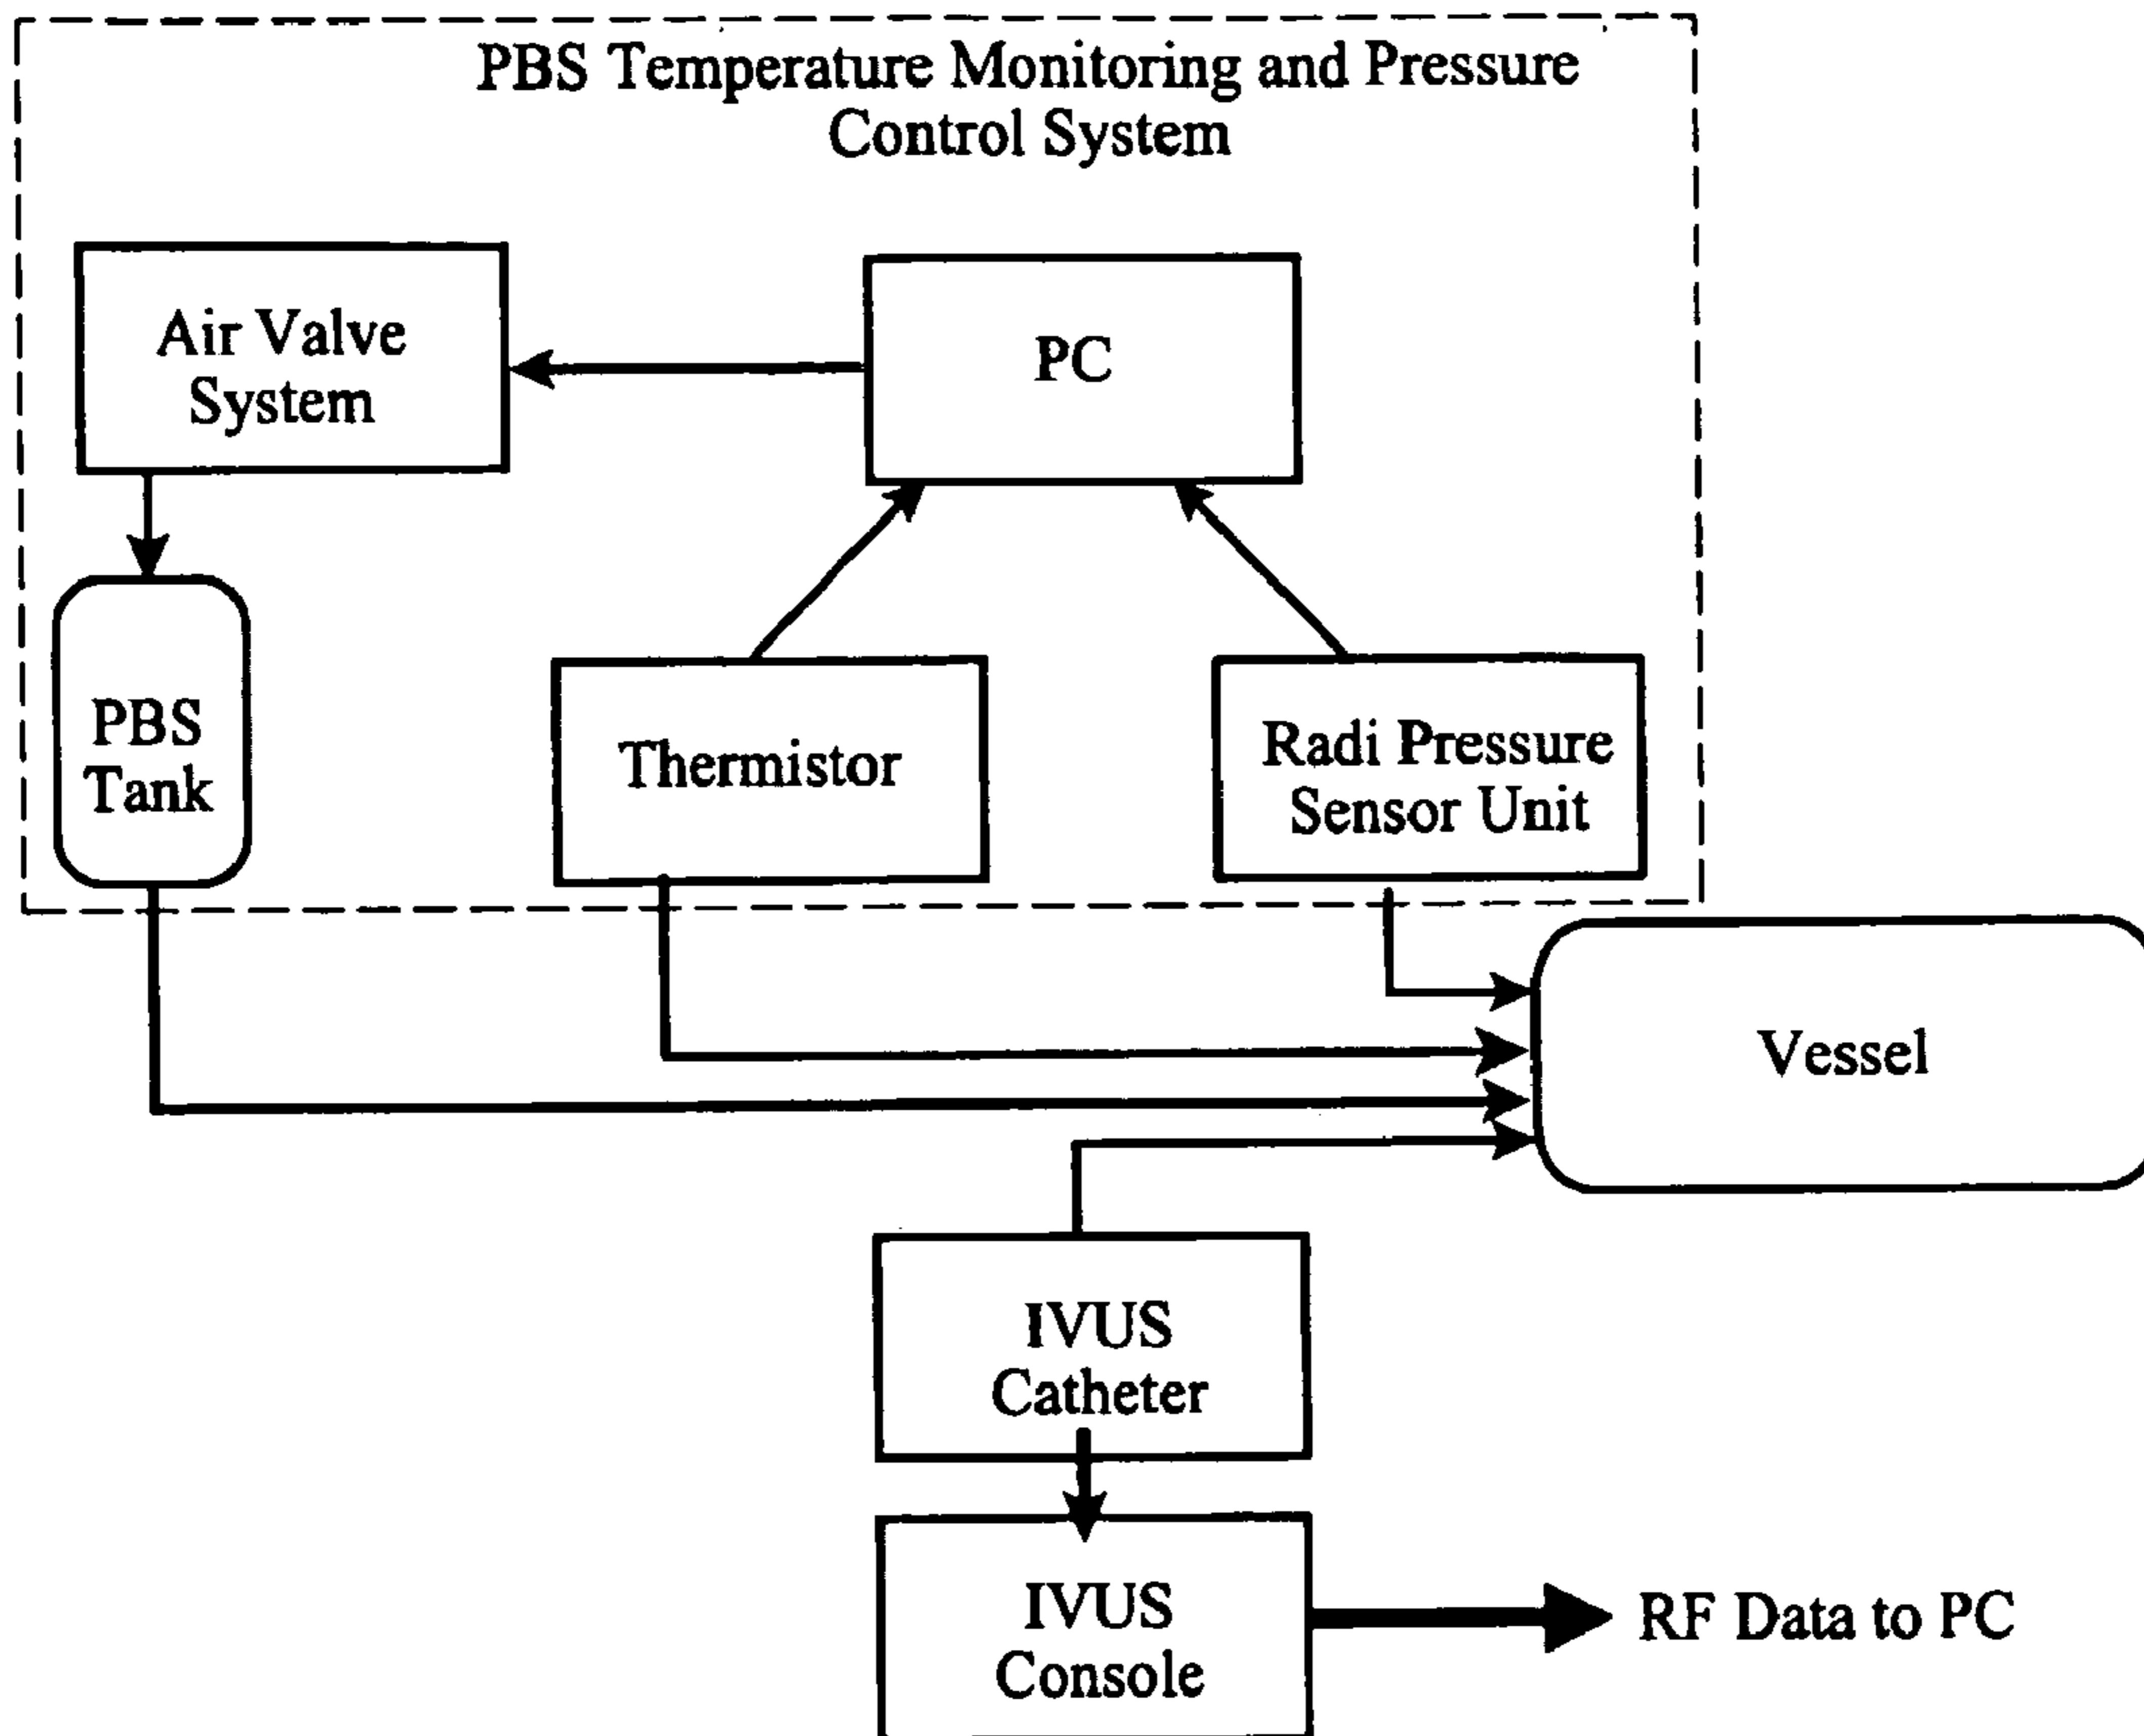 PBS Temperature Monitoring and Pressure
Control System
Air Valve
System
PC
PBS
Tank
Thermistor
Radi Pressure
Sensor Unit
Vessel
IVUS
Catheter
IVUS
Console
RF Data to PC